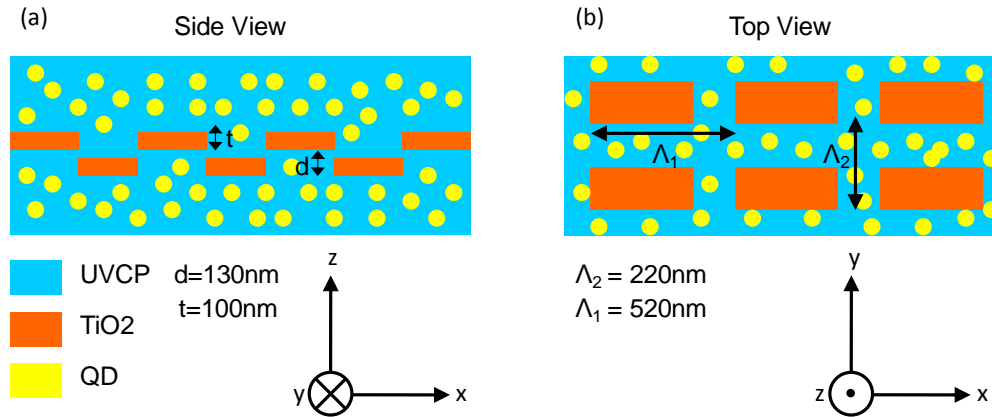 (a)
Side View
t
d
UVCP
TiO2
QD
d=130nm
t=100nm
z
y
x
(b)
Top View
Λ1
Λ2
Λ2 = 220nm
Λ1 = 520nm
y
z
x